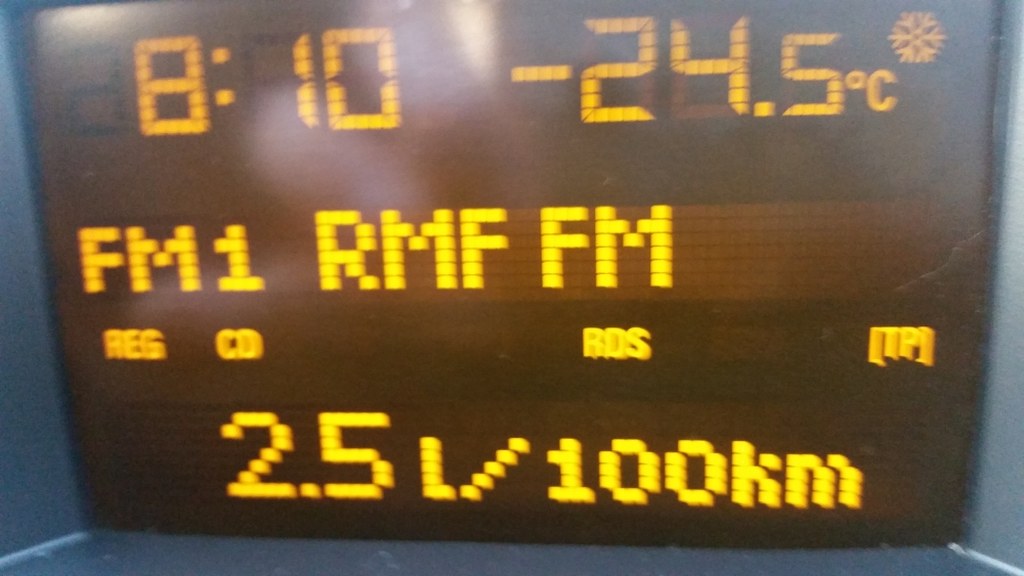 8:10 -24.5°C
FM1 RMF FM
REG CD RDS [TP]
2.5 l/100km